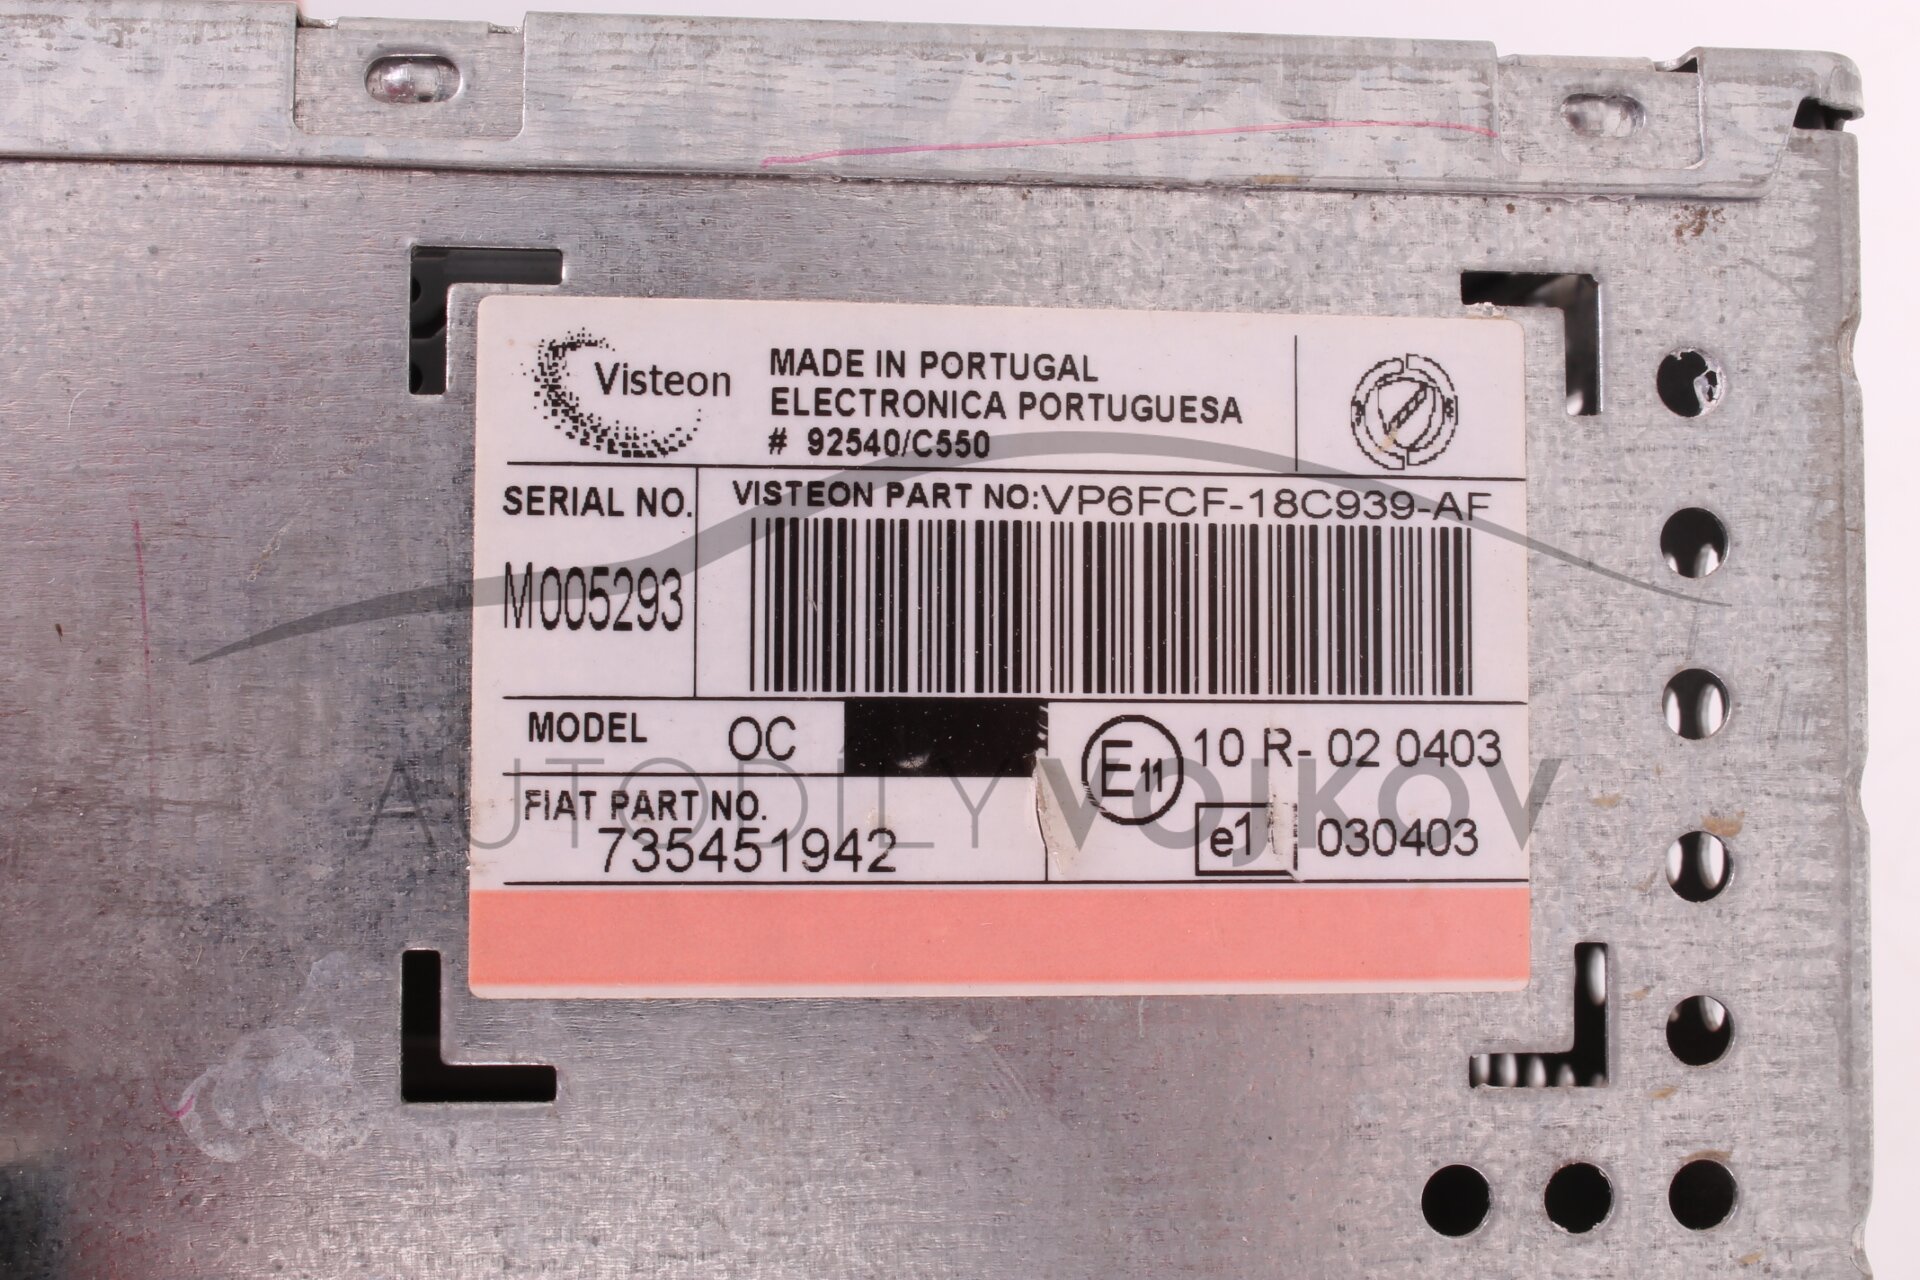 Visteon
MADE IN PORTUGAL
ELECTRONICA PORTUGUESA
# 92540/C550
SERIAL NO.
M005293
VISTEON PART NO:VP6FCF-18C939-AF
MODEL OC
E11 10 R- 02 0403
FIAT PART NO.
735451942
e1 030403
AUTODÍLY VOJKOV